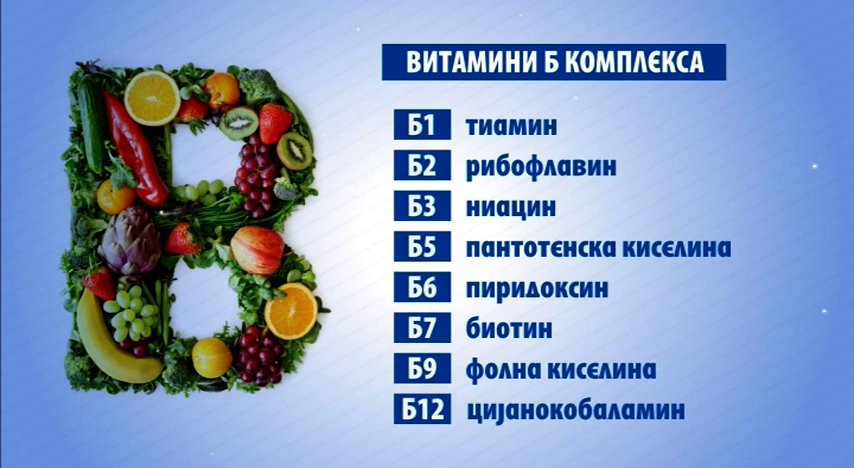 ВИТАМИНИ Б КОМПЛЕКСА
Б1 тиамин
Б2 рибофлавин
Б3 ниацин
Б5 пантотенска киселина
Б6 пиридоксин
Б7 биотин
Б9 фолна киселина
Б12 цијанокобаламин